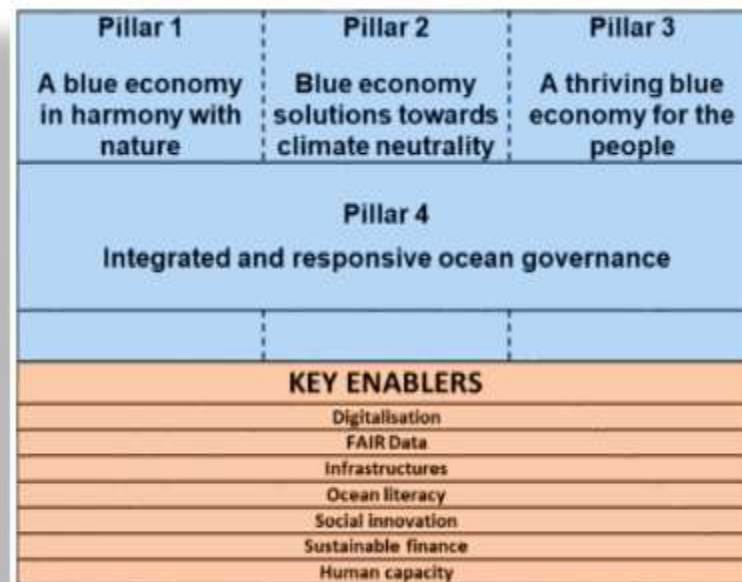 Pillar 1
A blue economy
in harmony with
nature
Pillar 2
Blue economy
solutions towards
climate neutrality
Pillar 3
A thriving blue
economy for the
people
Pillar 4
Integrated and responsive ocean governance
KEY ENABLERS
Digitalisation
FAIR Data
Infrastructures
Ocean literacy
Social innovation
Sustainable finance
Human capacity